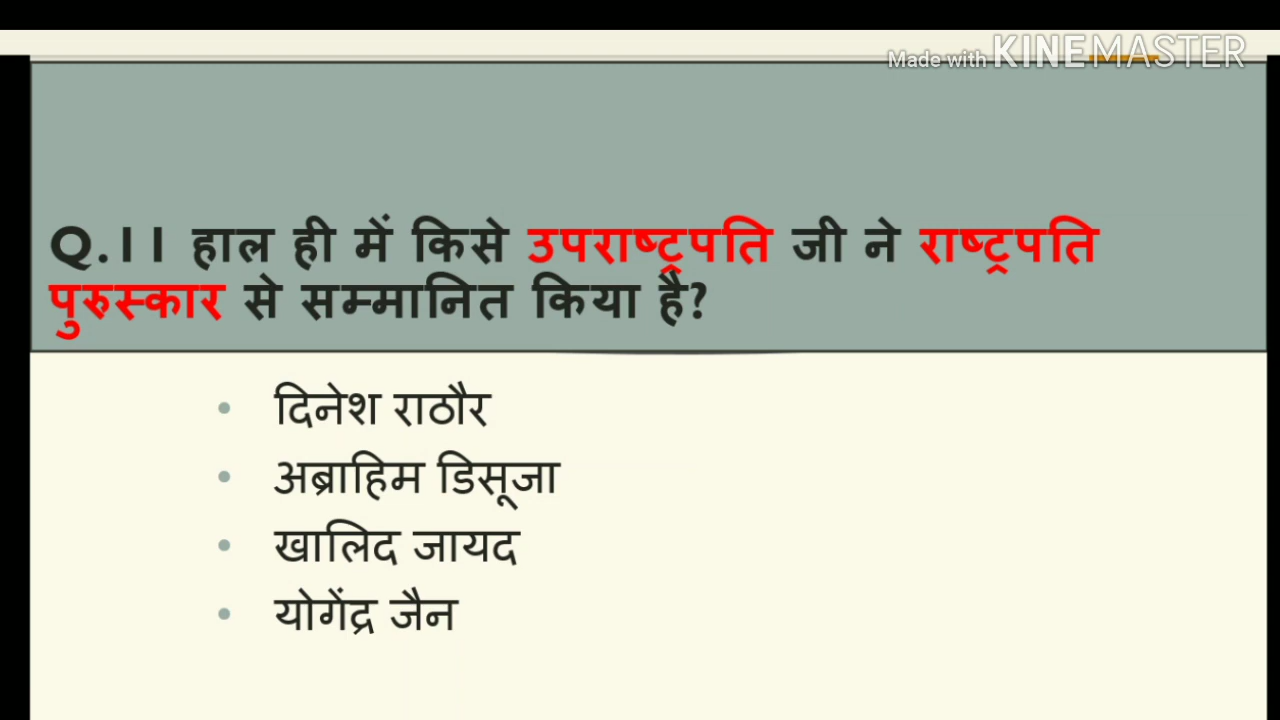 Made with KINEMASTER
Q.11 हाल ही में किसे उपराष्ट्रपति जी ने राष्ट्रपति
पुरुस्कार से सम्मानित किया है?
• दिनेश राठौर
• अब्राहिम डिसूजा
• खालिद जायद
• योगेंद्र जैन